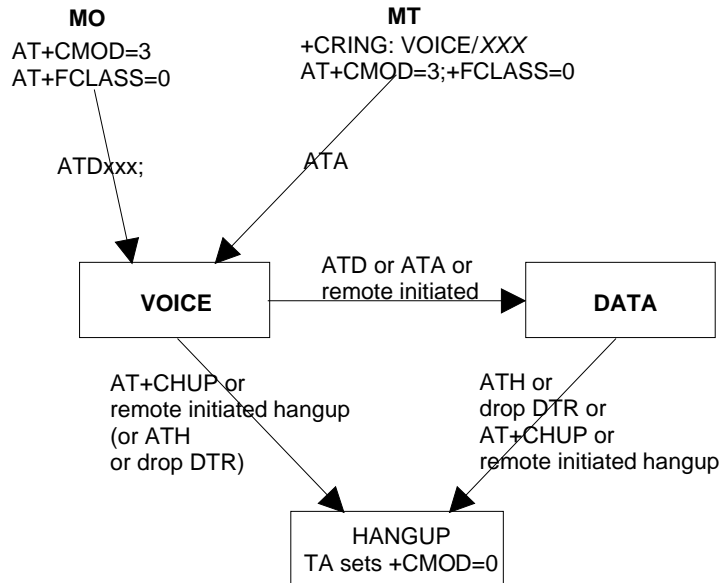 MO
AT+CMOD=3
AT+FCLASS=0
MT
+CRING: VOICE/XXX
AT+CMOD=3;+FCLASS=0
ATDxxx;
ATA
VOICE
ATD or ATA or
remote initiated
DATA
AT+CHUP or
remote initiated hangup
(or ATH
or drop DTR)
ATH or
drop DTR or
AT+CHUP or
remote initiated hangup
HANGUP
TA sets +CMOD=0